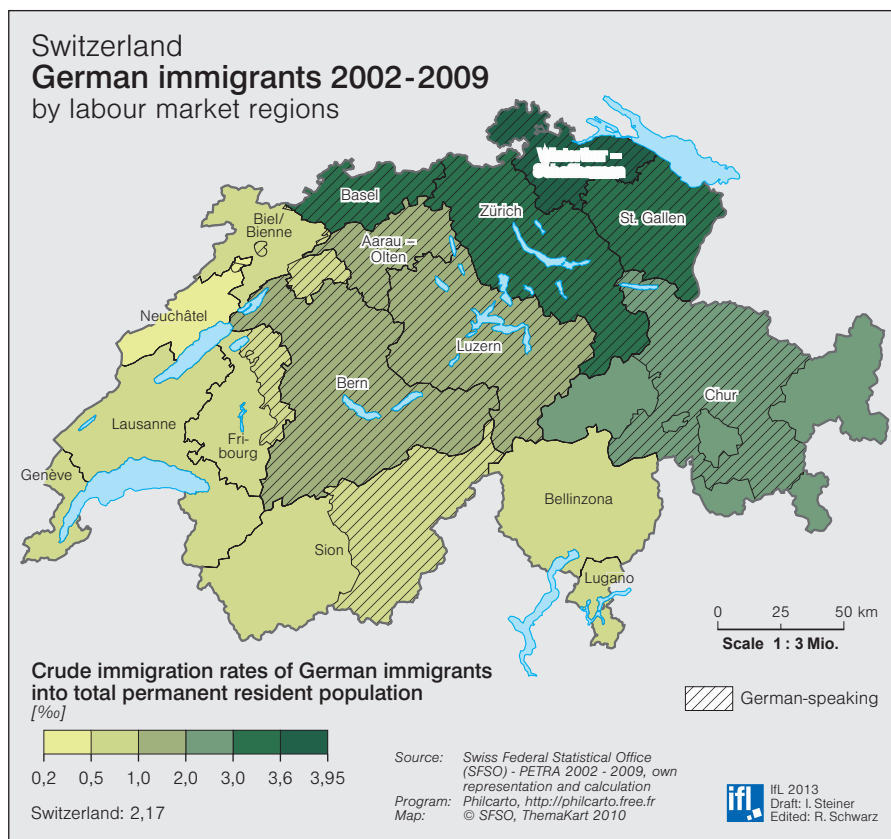 Switzerland
German immigrants 2002-2009
by labour market regions
Basel
Zürich
St. Gallen
Biel/
Bienne
Aarau –
Olten
Neuchâtel
Luzern
Bern
Chur
Lausanne
Fri-
bourg
Genève
Sion
Bellinzona
Lugano
0 25 50 km
Scale 1 : 3 Mio.
German-speaking
Crude immigration rates of German immigrants
into total permanent resident population
[‰]
0,2 0,5 1,0 2,0 3,0 3,6 3,95
Switzerland: 2,17
Source: Swiss Federal Statistical Office
(SFSO) - PETRA 2002 - 2009, own
representation and calculation
Program: Philcarto, http://philcarto.free.fr
Map: © SFSO, ThemaKart 2010
ifl
IfL 2013
Draft: I. Steiner
Edited: R. Schwarz